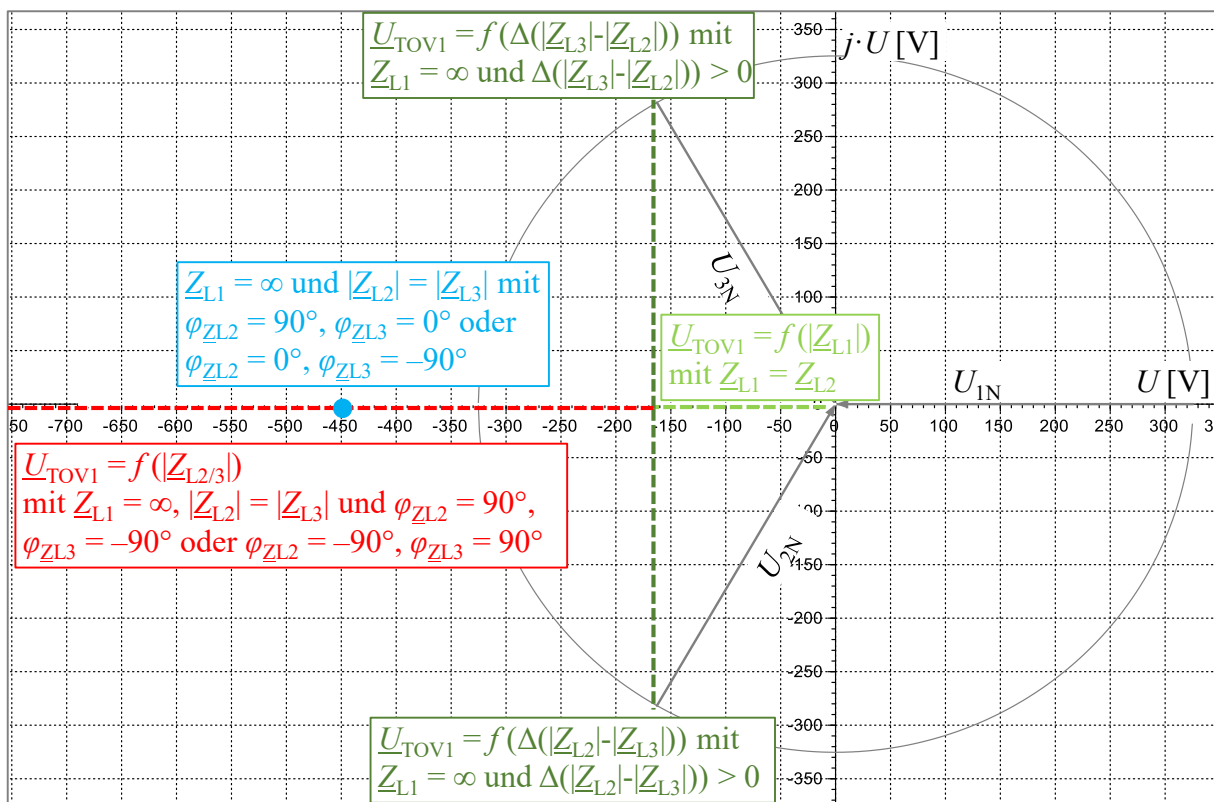 U_TOV1 = f(Δ(|Z_L3|-|Z_L2|)) mit
Z_L1 = ∞ und Δ(|Z_L3|-|Z_L2|)) > 0
j·U [V]
350
300
250
200
150
100
U_3N
Z_L1 = ∞ und |Z_L2| = |Z_L3| mit
φ_ZL2 = 90°, φ_ZL3 = 0° oder
φ_ZL2 = 0°, φ_ZL3 = –90°
U_TOV1 = f(|Z_L1|)
mit Z_L1 = Z_L2
U_1N
U [V]
50 -700 -650 -600 -550 -500 -450 -400 -350 -300 -250 -200 -150 -100 -50 0 50 100 150 200 250 300 3
U_TOV1 = f(|Z_L2/3|)
mit Z_L1 = ∞, |Z_L2| = |Z_L3| und φ_ZL2 = 90°,
φ_ZL3 = –90° oder φ_ZL2 = –90°, φ_ZL3 = 90°
-50
U_2N
-150
-200
-250
-300
-350
U_TOV1 = f(Δ(|Z_L2|-|Z_L3|)) mit
Z_L1 = ∞ und Δ(|Z_L2|-|Z_L3|)) > 0